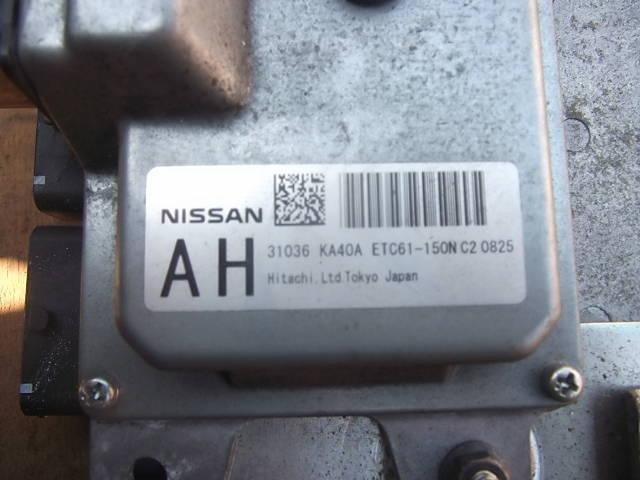 NISSAN
AH 31036 KA40A ETC61-150N C2 0825
Hitachi.Ltd.Tokyo Japan